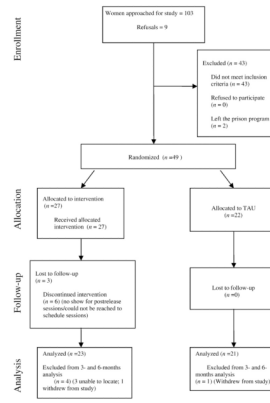 Enrollment
Women approached for study = 103
Refusals = 9
Excluded (n = 43)
Did not meet inclusion
criteria (n = 43)
Refused to participate
(n = 0)
Left the prison program
(n = 2)
Randomized (n =49 )
Allocation
Allocated to intervention
(n =27)
Received allocated
intervention (n = 27)
Allocated to TAU
(n =22)
Follow-up
Lost to follow-up
(n = 3)
Discontinued intervention
(n = 6) (no show for postrelease
sessions/could not be reached to
schedule sessions)
Lost to follow-up
(n =0)
Analysis
Analyzed (n =23)
Excluded from 3- and 6-months
analysis
(n = 4) (3 unable to locate; 1
withdrawe from study)
Analyzed (n =21)
Excluded from 3- and 6-
months analysis
(n = 1) (Withdrew from study)